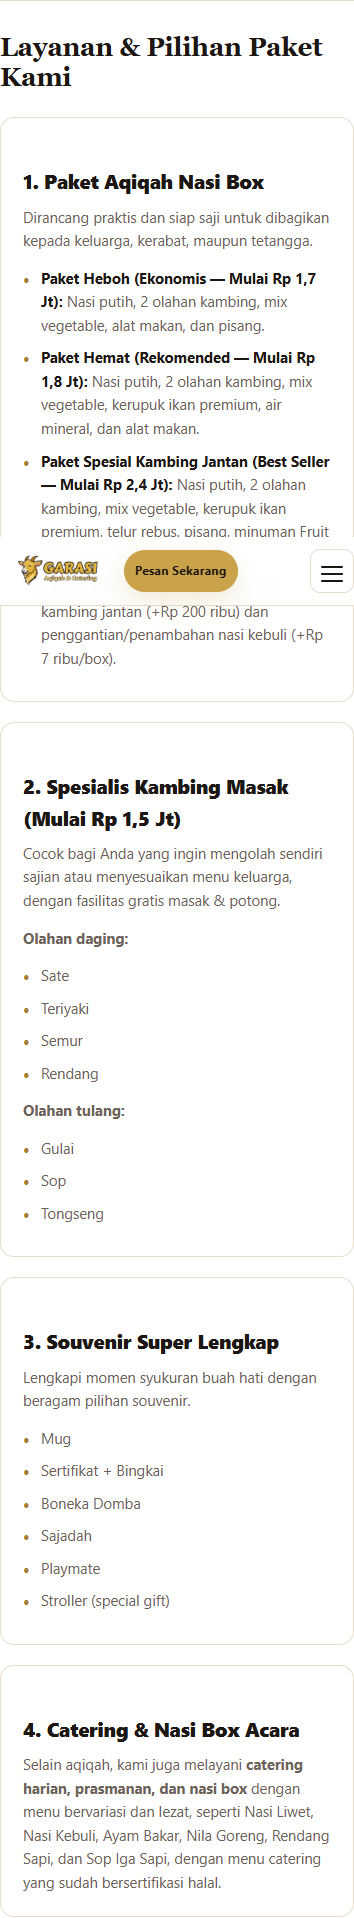 Layanan & Pilihan Paket
Kami
1. Paket Aqiqah Nasi Box
Dirancang praktis dan siap saji untuk dibagikan
kepada keluarga, kerabat, maupun tetangga.
• Paket Heboh (Ekonomis — Mulai Rp 1,7
Jt): Nasi putih, 2 olahan kambing, mix
vegetable, alat makan, dan pisang.
• Paket Hemat (Rekomended — Mulai Rp
1,8 Jt): Nasi putih, 2 olahan kambing, mix
vegetable, kerupuk ikan premium, air
mineral, dan alat makan.
• Paket Spesial Kambing Jantan (Best Seller
— Mulai Rp 2,4 Jt): Nasi putih, 2 olahan
kambing, mix vegetable, kerupuk ikan
premium, telur rebus, pisang, minuman Fruit
GARASI
Aqiqah & Catering
Pesan Sekarang
kambing jantan (+Rp 200 ribu) dan
penggantian/penambahan nasi kebuli (+Rp
7 ribu/box).
2. Spesialis Kambing Masak
(Mulai Rp 1,5 Jt)
Cocok bagi Anda yang ingin mengolah sendiri
sajian atau menyesuaikan menu keluarga,
dengan fasilitas gratis masak & potong.
Olahan daging:
• Sate
• Teriyaki
• Semur
• Rendang
Olahan tulang:
• Gulai
• Sop
• Tongseng
3. Souvenir Super Lengkap
Lengkapi momen syukuran buah hati dengan
beragam pilihan souvenir.
• Mug
• Sertifikat + Bingkai
• Boneka Domba
• Sajadah
• Playmate
• Stroller (special gift)
4. Catering & Nasi Box Acara
Selain aqiqah, kami juga melayani catering
harian, prasmanan, dan nasi box dengan
menu bervariasi dan lezat, seperti Nasi Liwet,
Nasi Kebuli, Ayam Bakar, Nila Goreng, Rendang
Sapi, dan Sop Iga Sapi, dengan menu catering
yang sudah bersertifikasi halal.